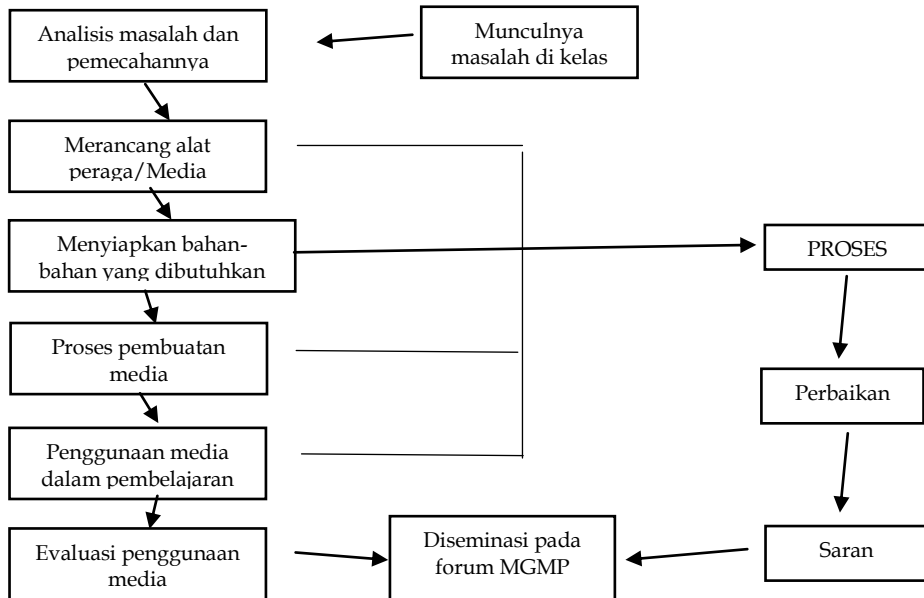 Analisis masalah dan
pemecahannya
Munculnya
masalah di kelas
Merancang alat
peraga/Media
Menyiapkan bahan-
bahan yang dibutuhkan
PROSES
Proses pembuatan
media
Perbaikan
Penggunaan media
dalam pembelajaran
Evaluasi penggunaan
media
Diseminasi pada
forum MGMP
Saran